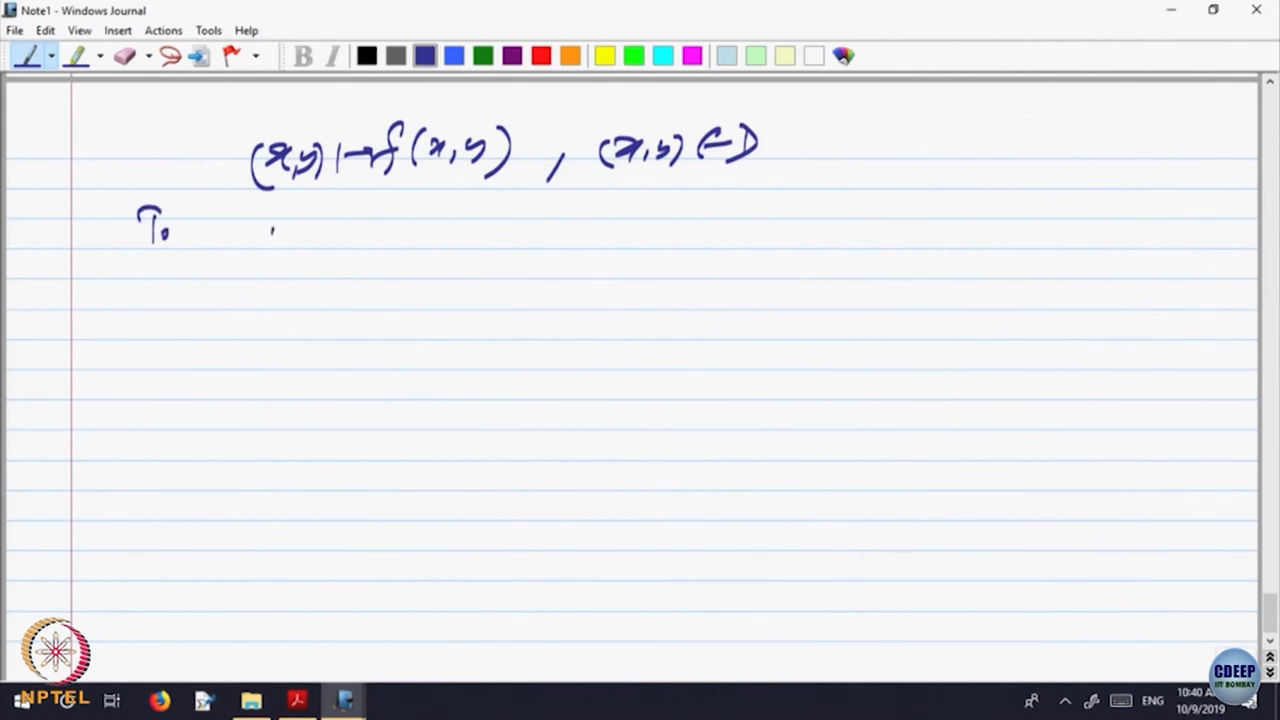 Note1 - Windows Journal
File Edit View Insert Actions Tools Help
B I
(x,y) ↦ f(x,y) , (x,y) ∈ D
To
NPTEL
CDEEP
IIT BOMBAY
ENG
10:40 A
10/9/2019